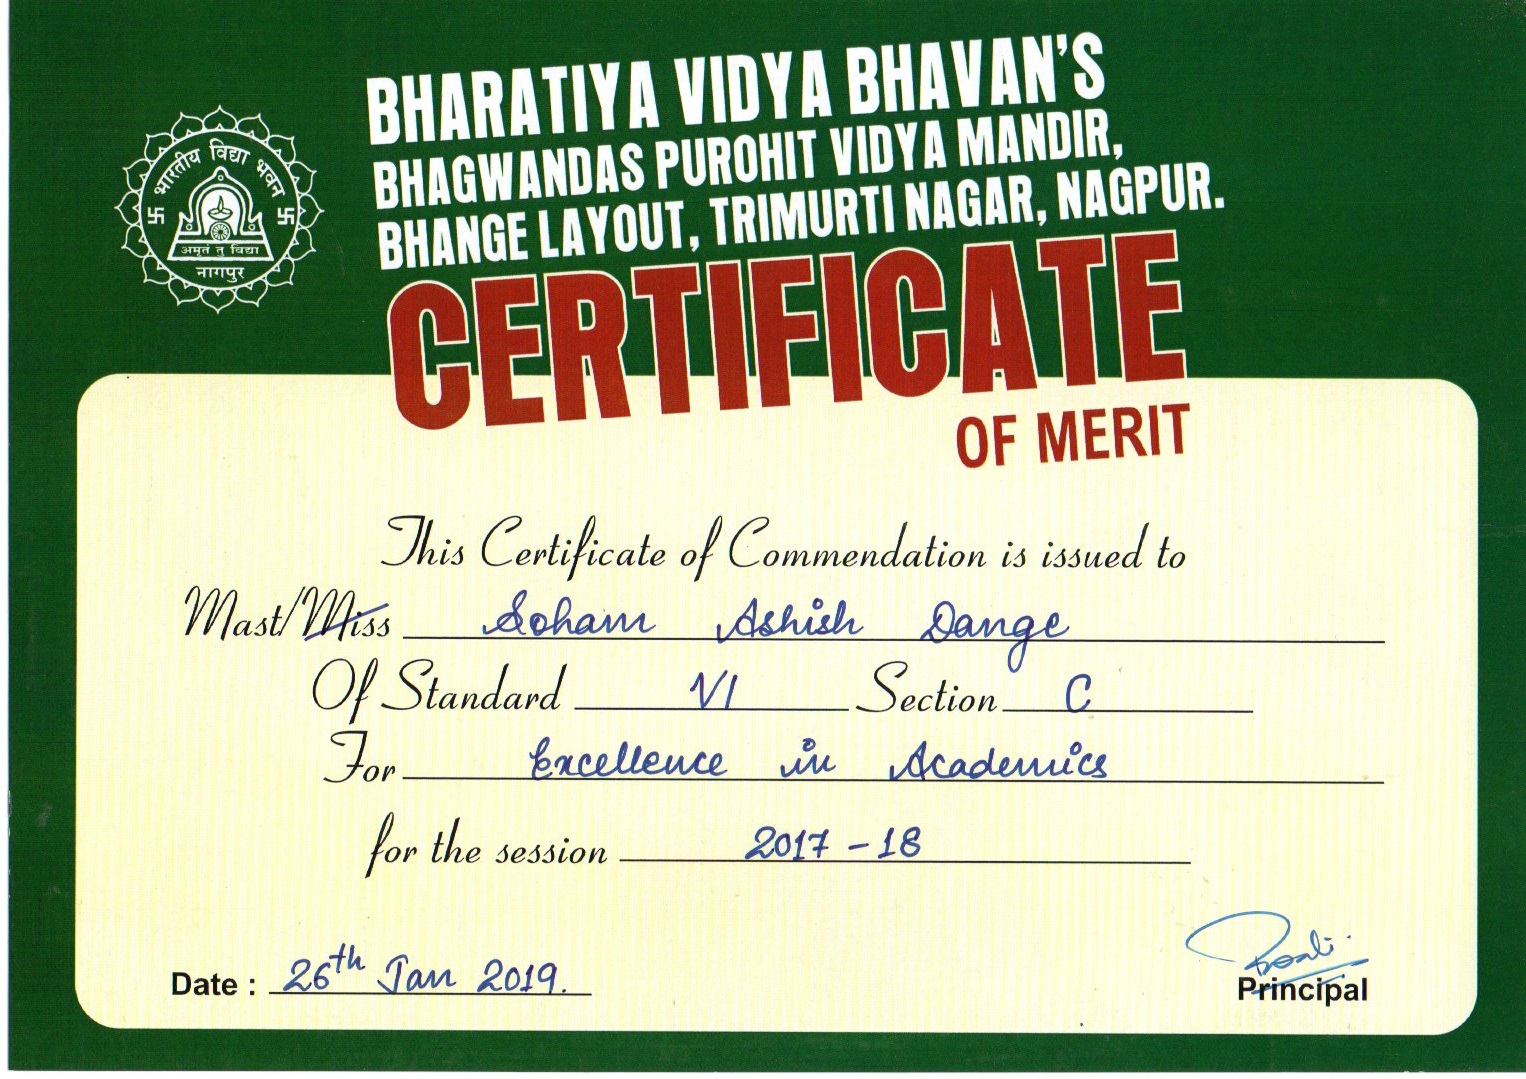 भारतीय विद्या भवन
अमृतं तु विद्या
नागपुर
BHARATIYA VIDYA BHAVAN'S
BHAGWANDAS PUROHIT VIDYA MANDIR,
BHANGE LAYOUT, TRIMURTI NAGAR, NAGPUR.
CERTIFICATE
OF MERIT
This Certificate of Commendation is issued to
Mast/Miss Soham Ashish Dange
Of Standard VI Section C
For Excellence in Academics
for the session 2017-18
Date : 26th Jan 2019.
Principal